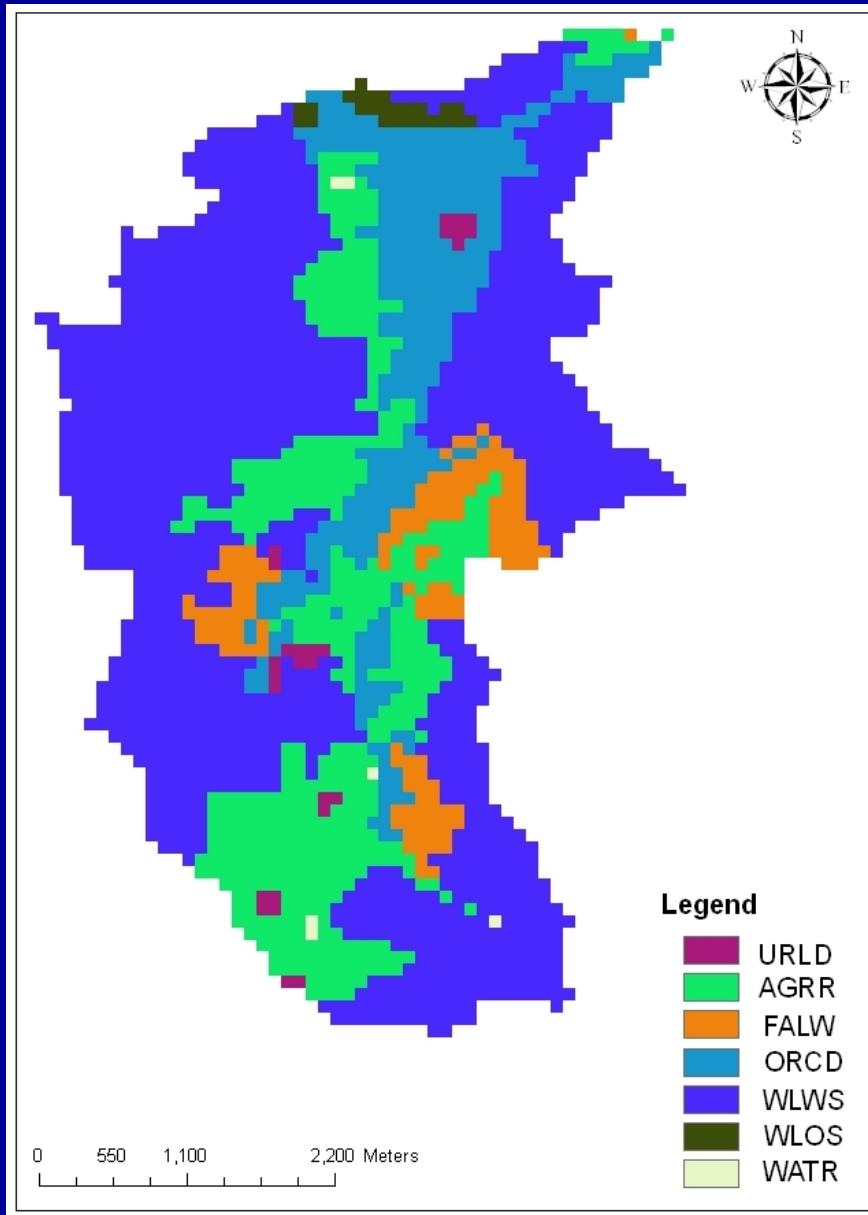 N
W E
S
Legend
URLD
AGRR
FALW
ORCD
WLWS
WLOS
WATR
0 550 1,100 2,200 Meters